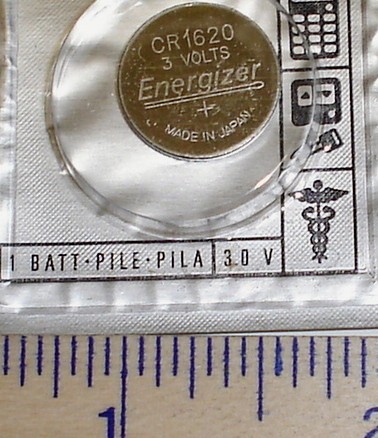 CR1620
3 VOLTS
Energizer
+
MADE IN JAPAN
1 BATT·PILE·PILA 3.0 V
1 2